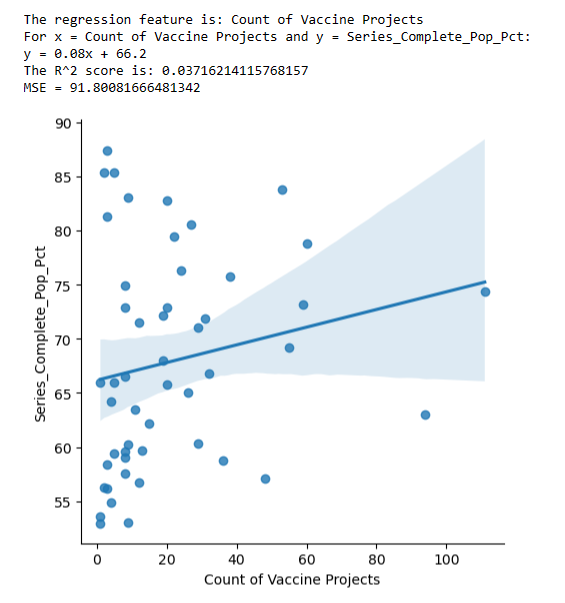 The regression feature is: Count of Vaccine Projects
For x = Count of Vaccine Projects and y = Series_Complete_Pop_Pct:
y = 0.08x + 66.2
The R^2 score is: 0.03716214115768157
MSE = 91.80081666481342
90
85
80
75
70
65
60
55
Series_Complete_Pop_Pct
0 20 40 60 80 100
Count of Vaccine Projects